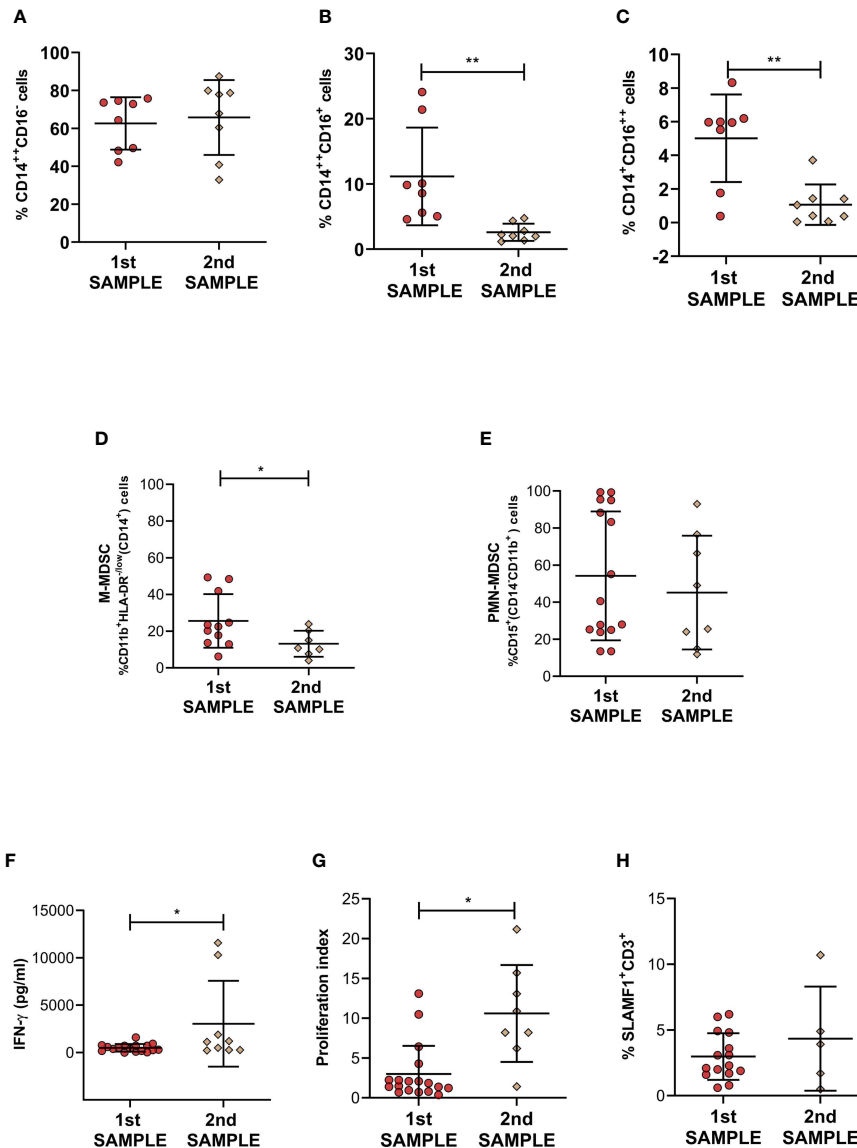 A
% CD14++CD16- cells
100
80
60
40
20
0
1st
SAMPLE
2nd
SAMPLE
B
% CD14++CD16+ cells
30
20
10
0
**
1st
SAMPLE
2nd
SAMPLE
C
% CD14+CD16++ cells
10
8
6
4
2
0
-2
**
1st
SAMPLE
2nd
SAMPLE
D
M-MDSC
%CD11b+HLA-DR-/low(CD14+) cells
100
80
60
40
20
0
*
1st
SAMPLE
2nd
SAMPLE
E
PMN-MDSC
%CD15+(CD14-CD11b+) cells
100
80
60
40
20
0
1st
SAMPLE
2nd
SAMPLE
F
IFN-γ (pg/ml)
15000
10000
5000
0
*
1st
SAMPLE
2nd
SAMPLE
G
Proliferation index
25
20
15
10
5
0
*
1st
SAMPLE
2nd
SAMPLE
H
% SLAMF1+CD3+
15
10
5
0
1st
SAMPLE
2nd
SAMPLE